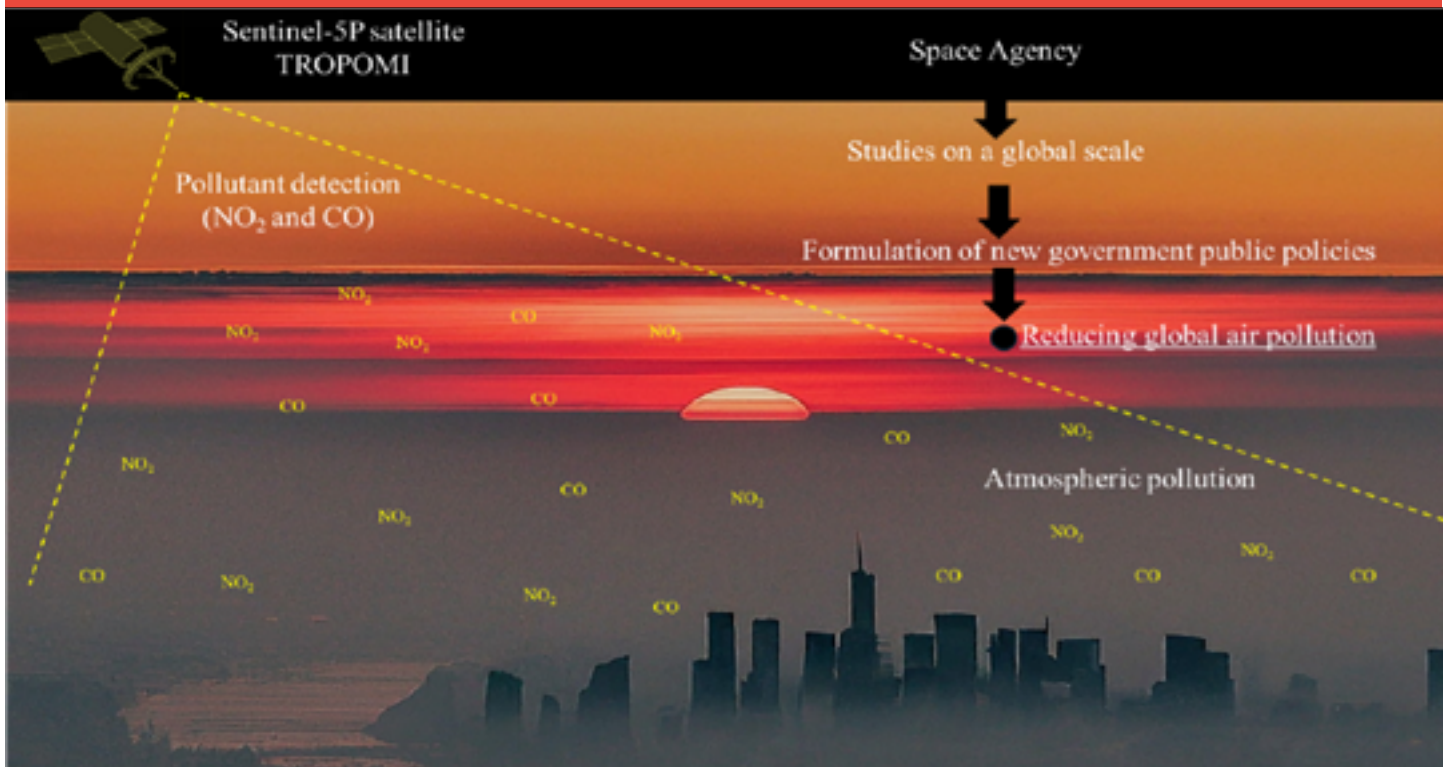 Sentinel-5P satellite
TROPOMI
Space Agency
Studies on a global scale
Pollutant detection
(NO₂ and CO)
Formulation of new government public policies
NO₂
CO
NO₂
NO₂
NO₂
Reducing global air pollution
CO
CO
CO
NO₂
NO₂
Atmospheric pollution
CO
NO₂
NO₂
NO₂
NO₂
CO
NO₂
CO
CO
CO
NO₂
CO